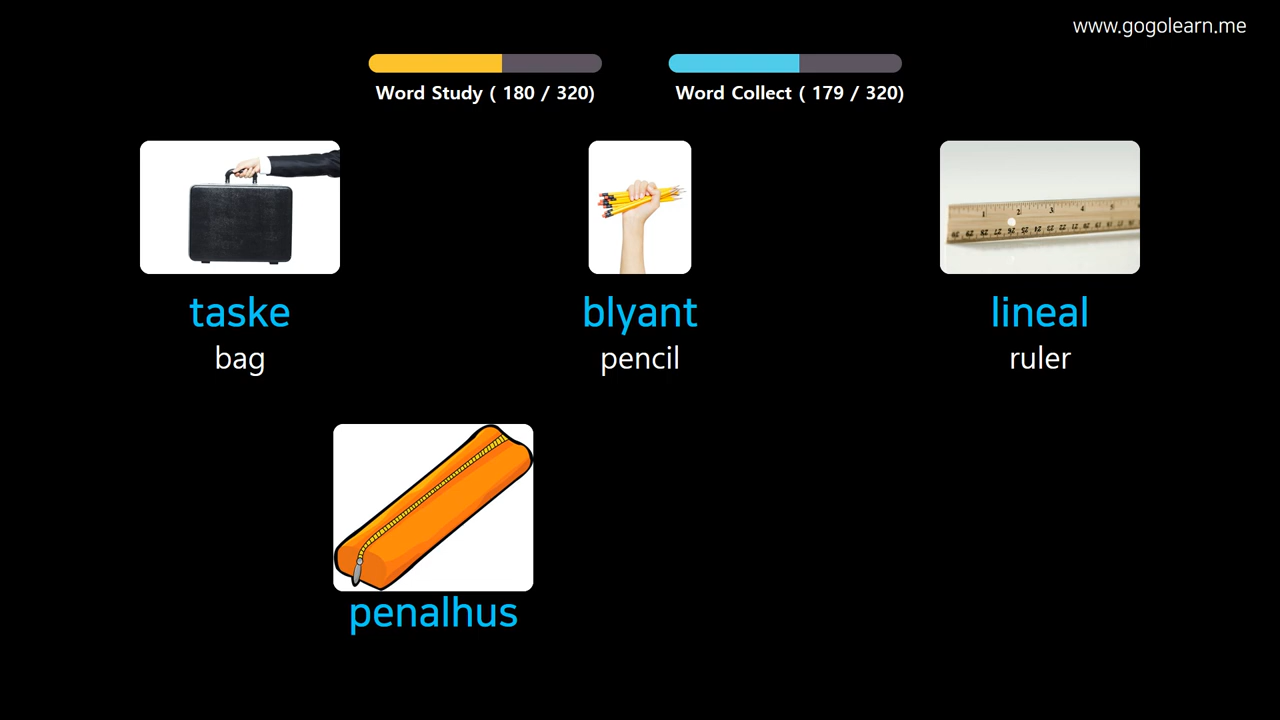 www.gogolearn.me
Word Study ( 180 / 320)
Word Collect ( 179 / 320)
taske
blyant
lineal
bag
pencil
ruler
penalhus